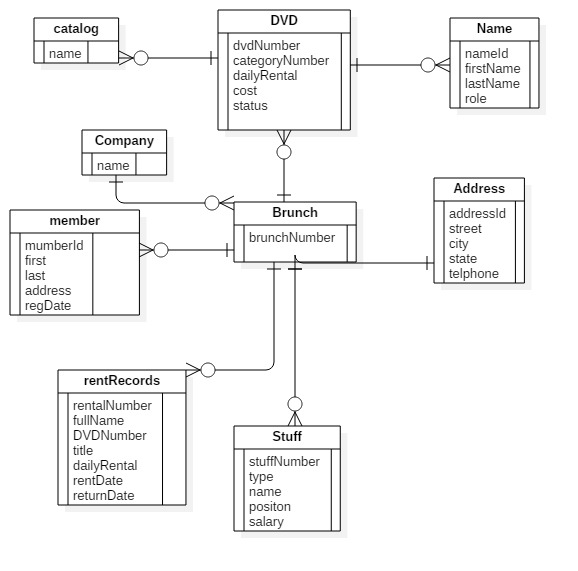 catalog
name
DVD
dvdNumber
categoryNumber
dailyRental
cost
status
Name
nameId
firstName
lastName
role
Company
name
member
mumberId
first
last
address
regDate
Brunch
brunchNumber
Address
addressId
street
city
state
telphone
rentRecords
rentalNumber
fullName
DVDNumber
title
dailyRental
rentDate
returnDate
Stuff
stuffNumber
type
name
positon
salary